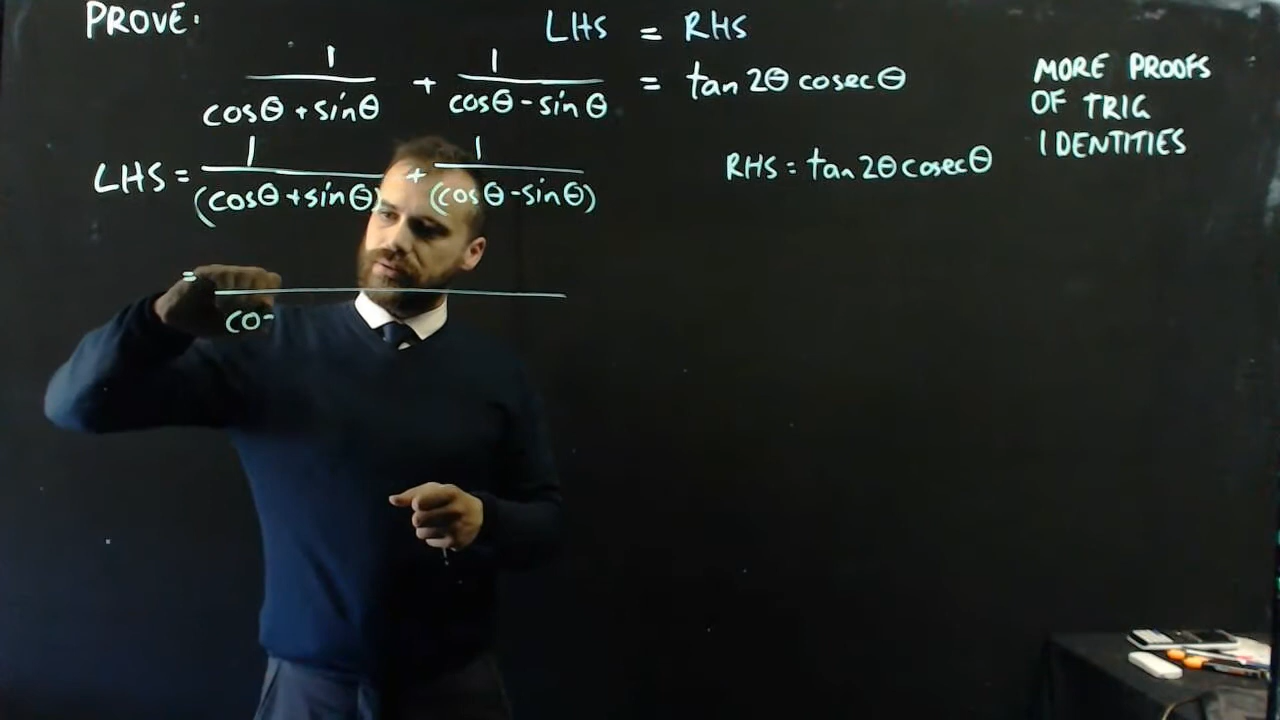 PROVE:
LHS = RHS
1/(cosθ + sinθ) + 1/(cosθ - sinθ) = tan 2θ cosecθ
MORE PROOFS
OF TRIG
IDENTITIES
LHS = 1/(cosθ + sinθ) + 1/(cosθ - sinθ)
RHS = tan 2θ cosecθ
=